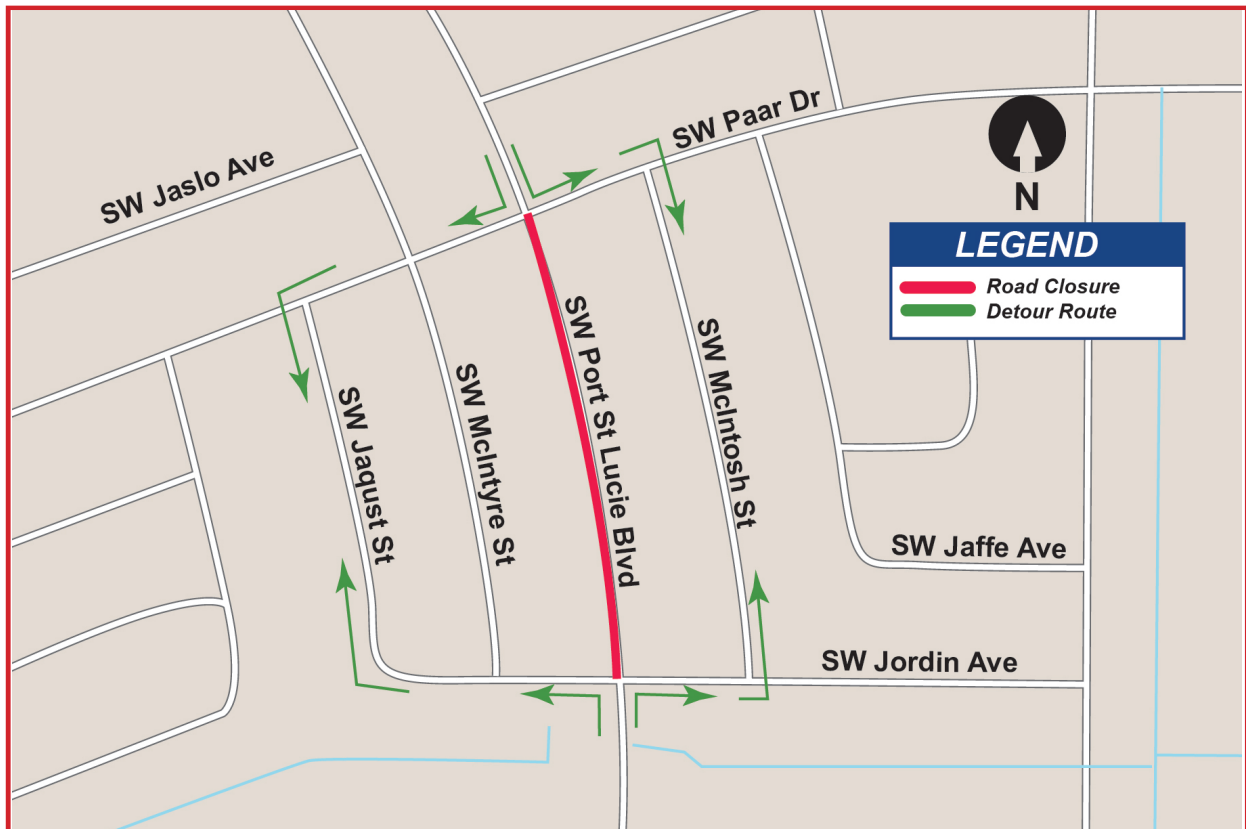 SW Paar Dr
SW Jaslo Ave
N
LEGEND
Road Closure
Detour Route
SW Port St Lucie Blvd
SW McIntosh St
SW McIntyre St
SW Jaqust St
SW Jaffe Ave
SW Jordin Ave